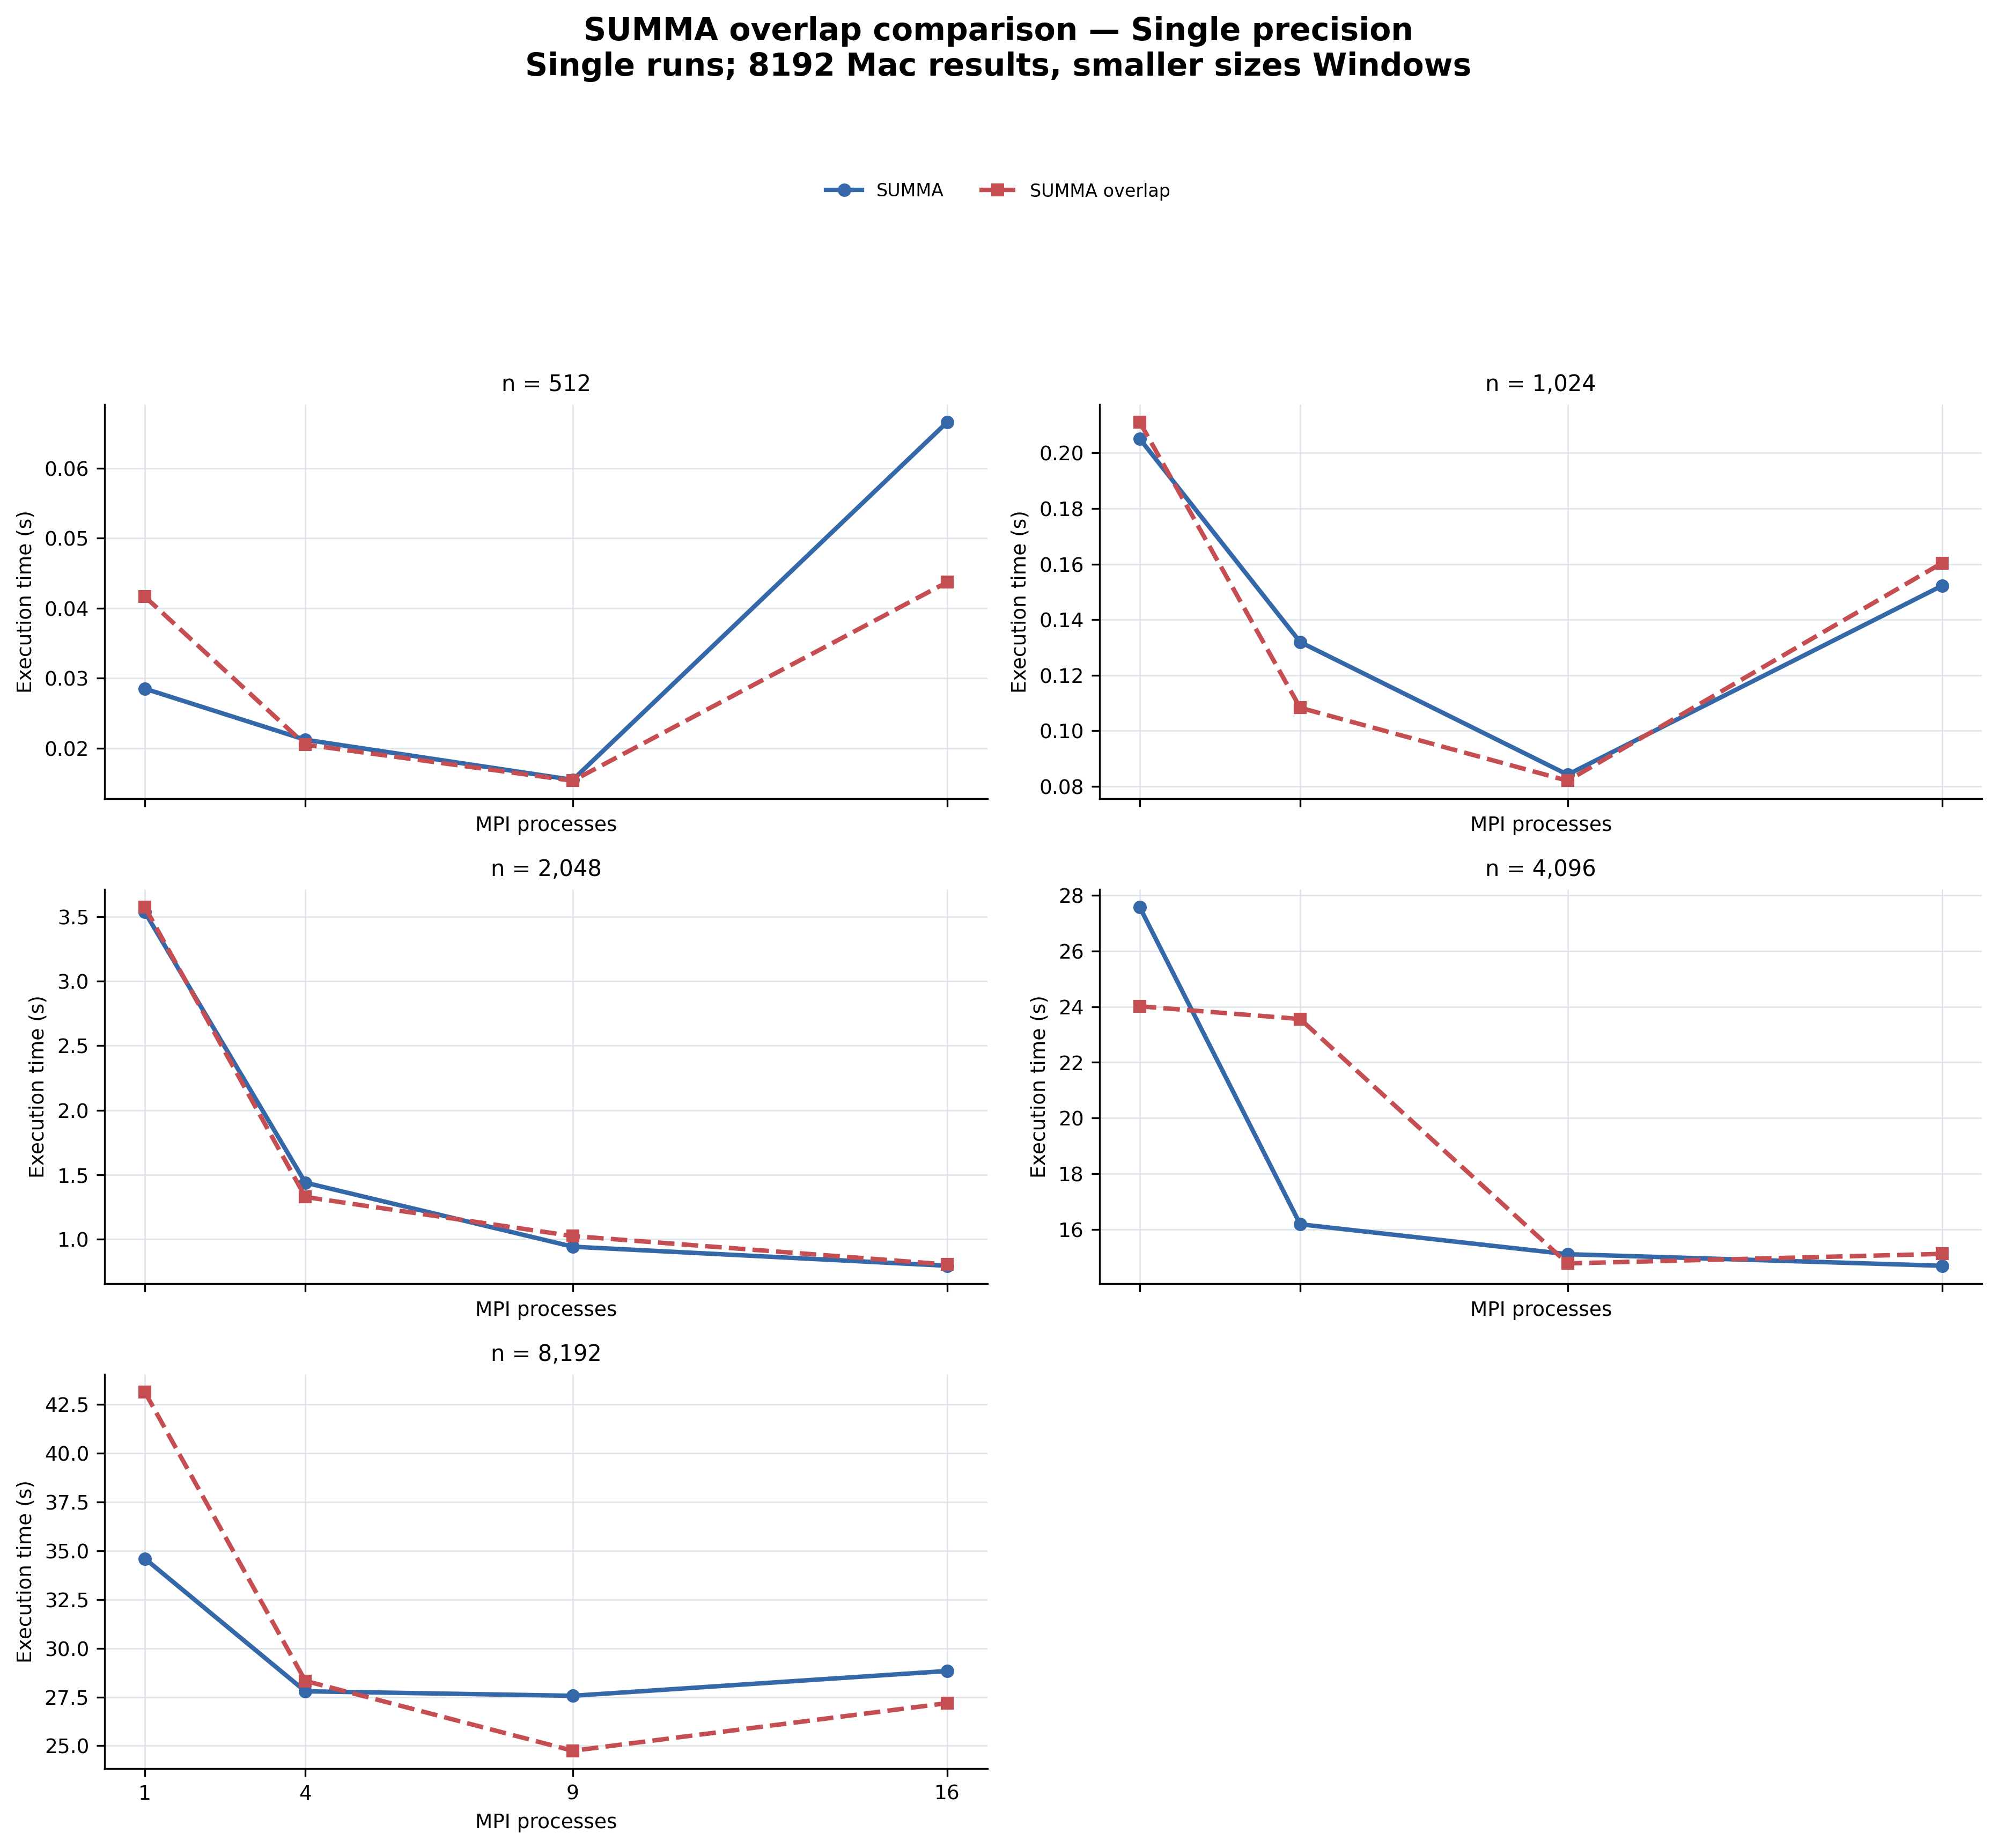 SUMMA overlap comparison — Single precision
Single runs; 8192 Mac results, smaller sizes Windows
SUMMA
SUMMA overlap
n = 512
0.06
0.05
0.04
0.03
0.02
Execution time (s)
MPI processes
n = 1,024
0.20
0.18
0.16
0.14
0.12
0.10
0.08
Execution time (s)
MPI processes
n = 2,048
3.5
3.0
2.5
2.0
1.5
1.0
Execution time (s)
MPI processes
n = 4,096
28
26
24
22
20
18
16
Execution time (s)
MPI processes
n = 8,192
42.5
40.0
37.5
35.0
32.5
30.0
27.5
25.0
Execution time (s)
1 4 9 16
MPI processes